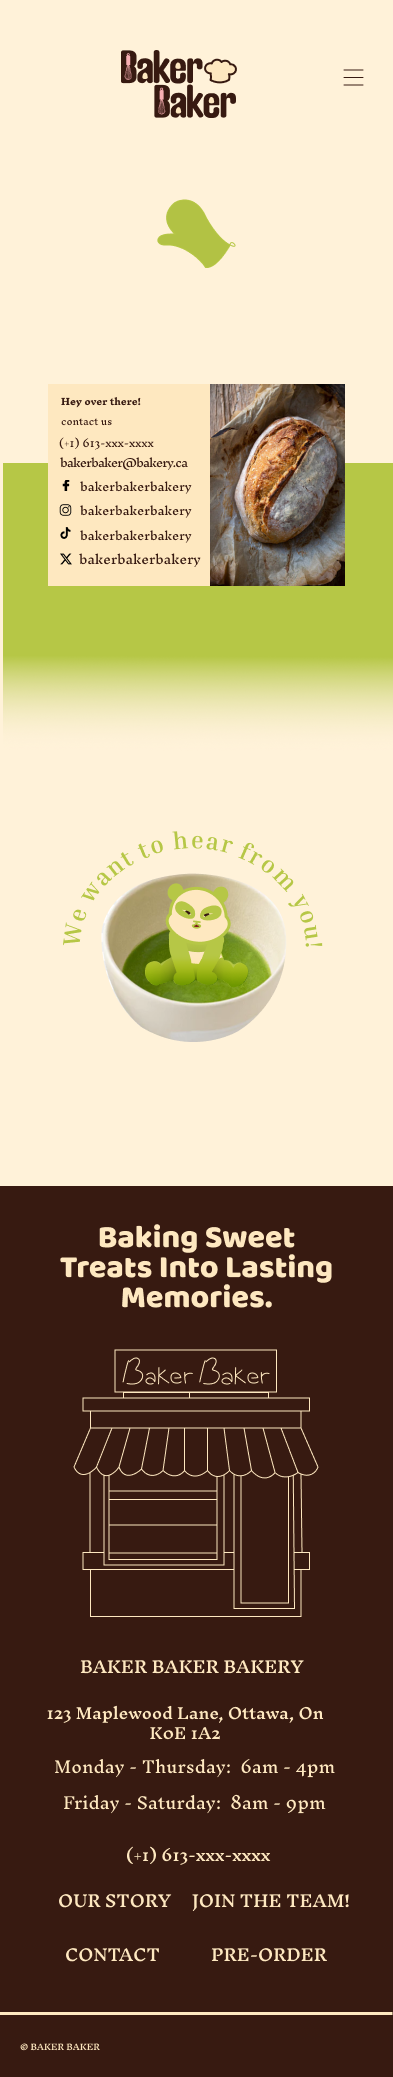 Baker
Baker
Hey over there!
contact us
(+1) 613-xxx-xxxx
bakerbaker@bakery.ca
bakerbakerbakery
bakerbakerbakery
bakerbakerbakery
bakerbakerbakery
We want to hear from you!
Baking Sweet
Treats Into Lasting
Memories.
Baker Baker
BAKER BAKER BAKERY
123 Maplewood Lane, Ottawa, On
K0E 1A2
Monday - Thursday: 6am - 4pm
Friday - Saturday: 8am - 9pm
(+1) 613-xxx-xxxx
OUR STORY JOIN THE TEAM!
CONTACT PRE-ORDER
© BAKER BAKER